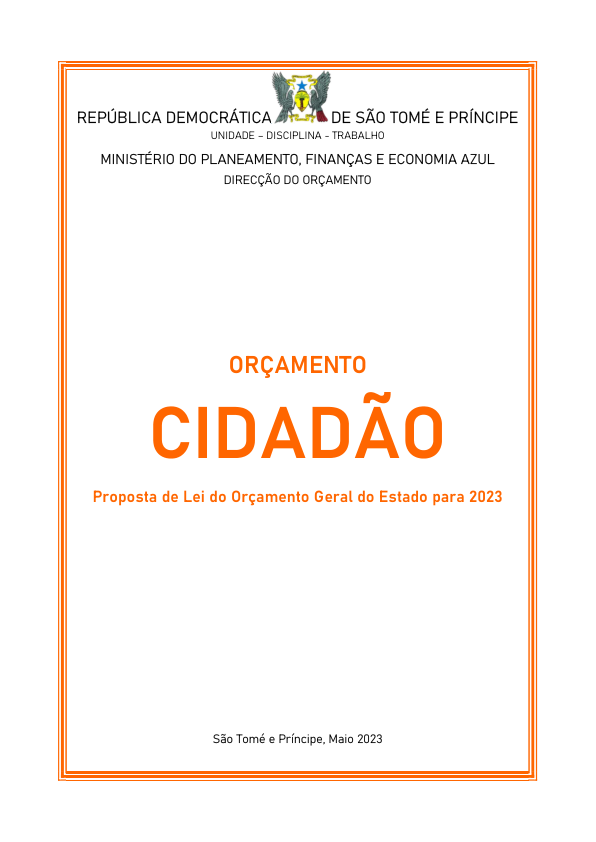 REPÚBLICA DEMOCRÁTICA DE SÃO TOMÉ E PRÍNCIPE
UNIDADE – DISCIPLINA - TRABALHO
MINISTÉRIO DO PLANEAMENTO, FINANÇAS E ECONOMIA AZUL
DIRECÇÃO DO ORÇAMENTO
ORÇAMENTO
CIDADÃO
Proposta de Lei do Orçamento Geral do Estado para 2023
São Tomé e Príncipe, Maio 2023